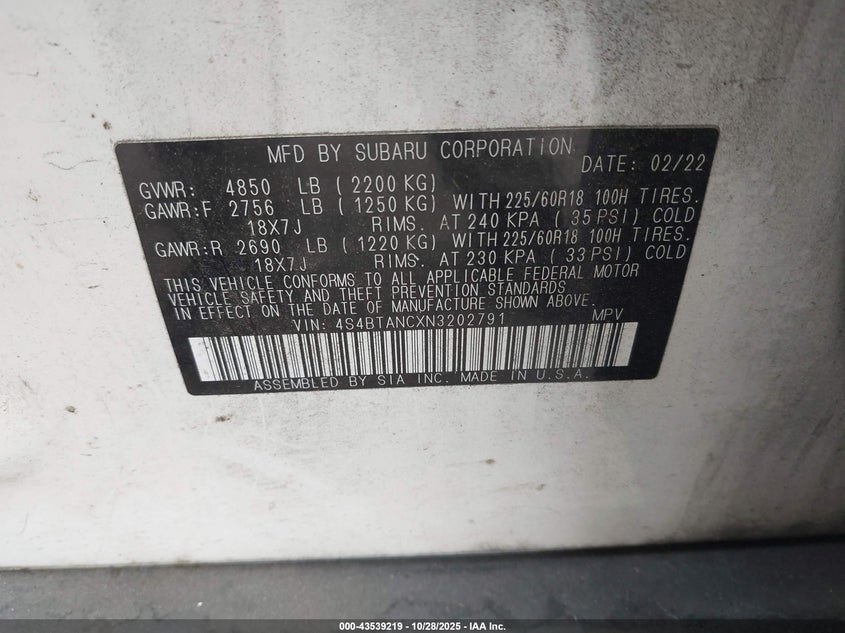 MFD BY SUBARU CORPORATION DATE: 02/22
GVWR: 4850 LB (2200 KG)
GAWR:F 2756 LB (1250 KG) WITH 225/60R18 100H TIRES.
18X7J RIMS. AT 240 KPA (35 PSI) COLD
GAWR:R 2690 LB (1220 KG) WITH 225/60R18 100H TIRES.
18X7J RIMS. AT 230 KPA (33 PSI) COLD
THIS VEHICLE CONFORMS TO ALL APPLICABLE FEDERAL MOTOR
VEHICLE SAFETY AND THEFT PREVENTION STANDARDS
IN EFFECT ON THE DATE OF MANUFACTURE SHOWN ABOVE.
VIN: 4S4BTANCXN3202791 MPV
ASSEMBLED BY SIA INC. MADE IN U.S.A.
000-43539219 - 10/28/2025 - IAA Inc.